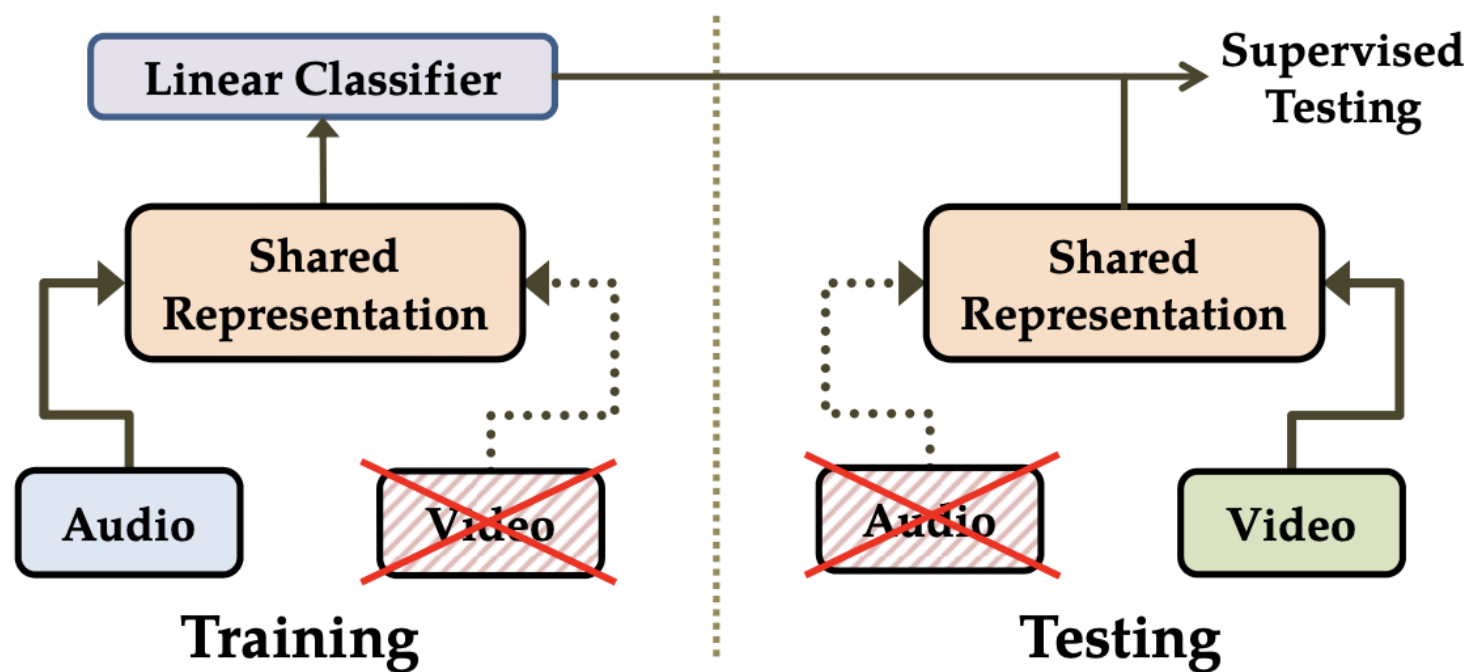 Linear Classifier
Supervised
Testing
Shared
Representation
Shared
Representation
Audio
Video
Audio
Video
Training
Testing